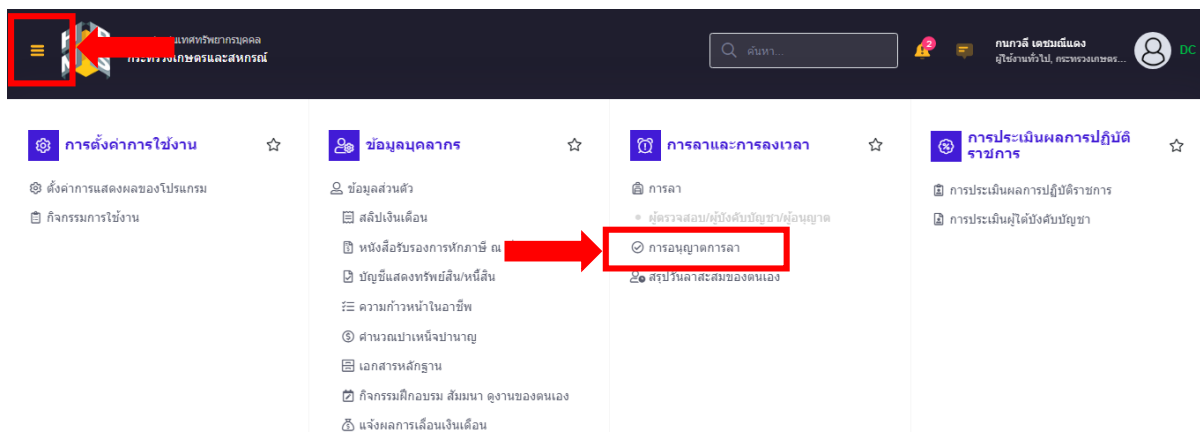 กระทรวงเกษตรและสหกรณ์
ค้นหา...
2
กนกวลี เดชมณีแดง
ผู้ใช้งานทั่วไป, กระทรวงเกษตร...
DC
การตั้งค่าการใช้งาน
ตั้งค่าการแสดงผลของโปรแกรม
กิจกรรมการใช้งาน
ข้อมูลบุคลากร
ข้อมูลส่วนตัว
สลิปเงินเดือน
หนังสือรับรองการหักภาษี ณ
บัญชีแสดงทรัพย์สิน/หนี้สิน
ความก้าวหน้าในอาชีพ
คำนวณบำเหน็จบำนาญ
เอกสารหลักฐาน
กิจกรรมฝึกอบรม สัมมนา ดูงานของตนเอง
แจ้งผลการเลื่อนเงินเดือน
การลาและการลงเวลา
การลา
ผู้ตรวจสอบ/ผู้บังคับบัญชา/ผู้อนุญาต
การอนุญาตการลา
สรุปวันลาสะสมของตนเอง
การประเมินผลการปฏิบัติ
ราชการ
การประเมินผลการปฏิบัติราชการ
การประเมินผู้ใต้บังคับบัญชา